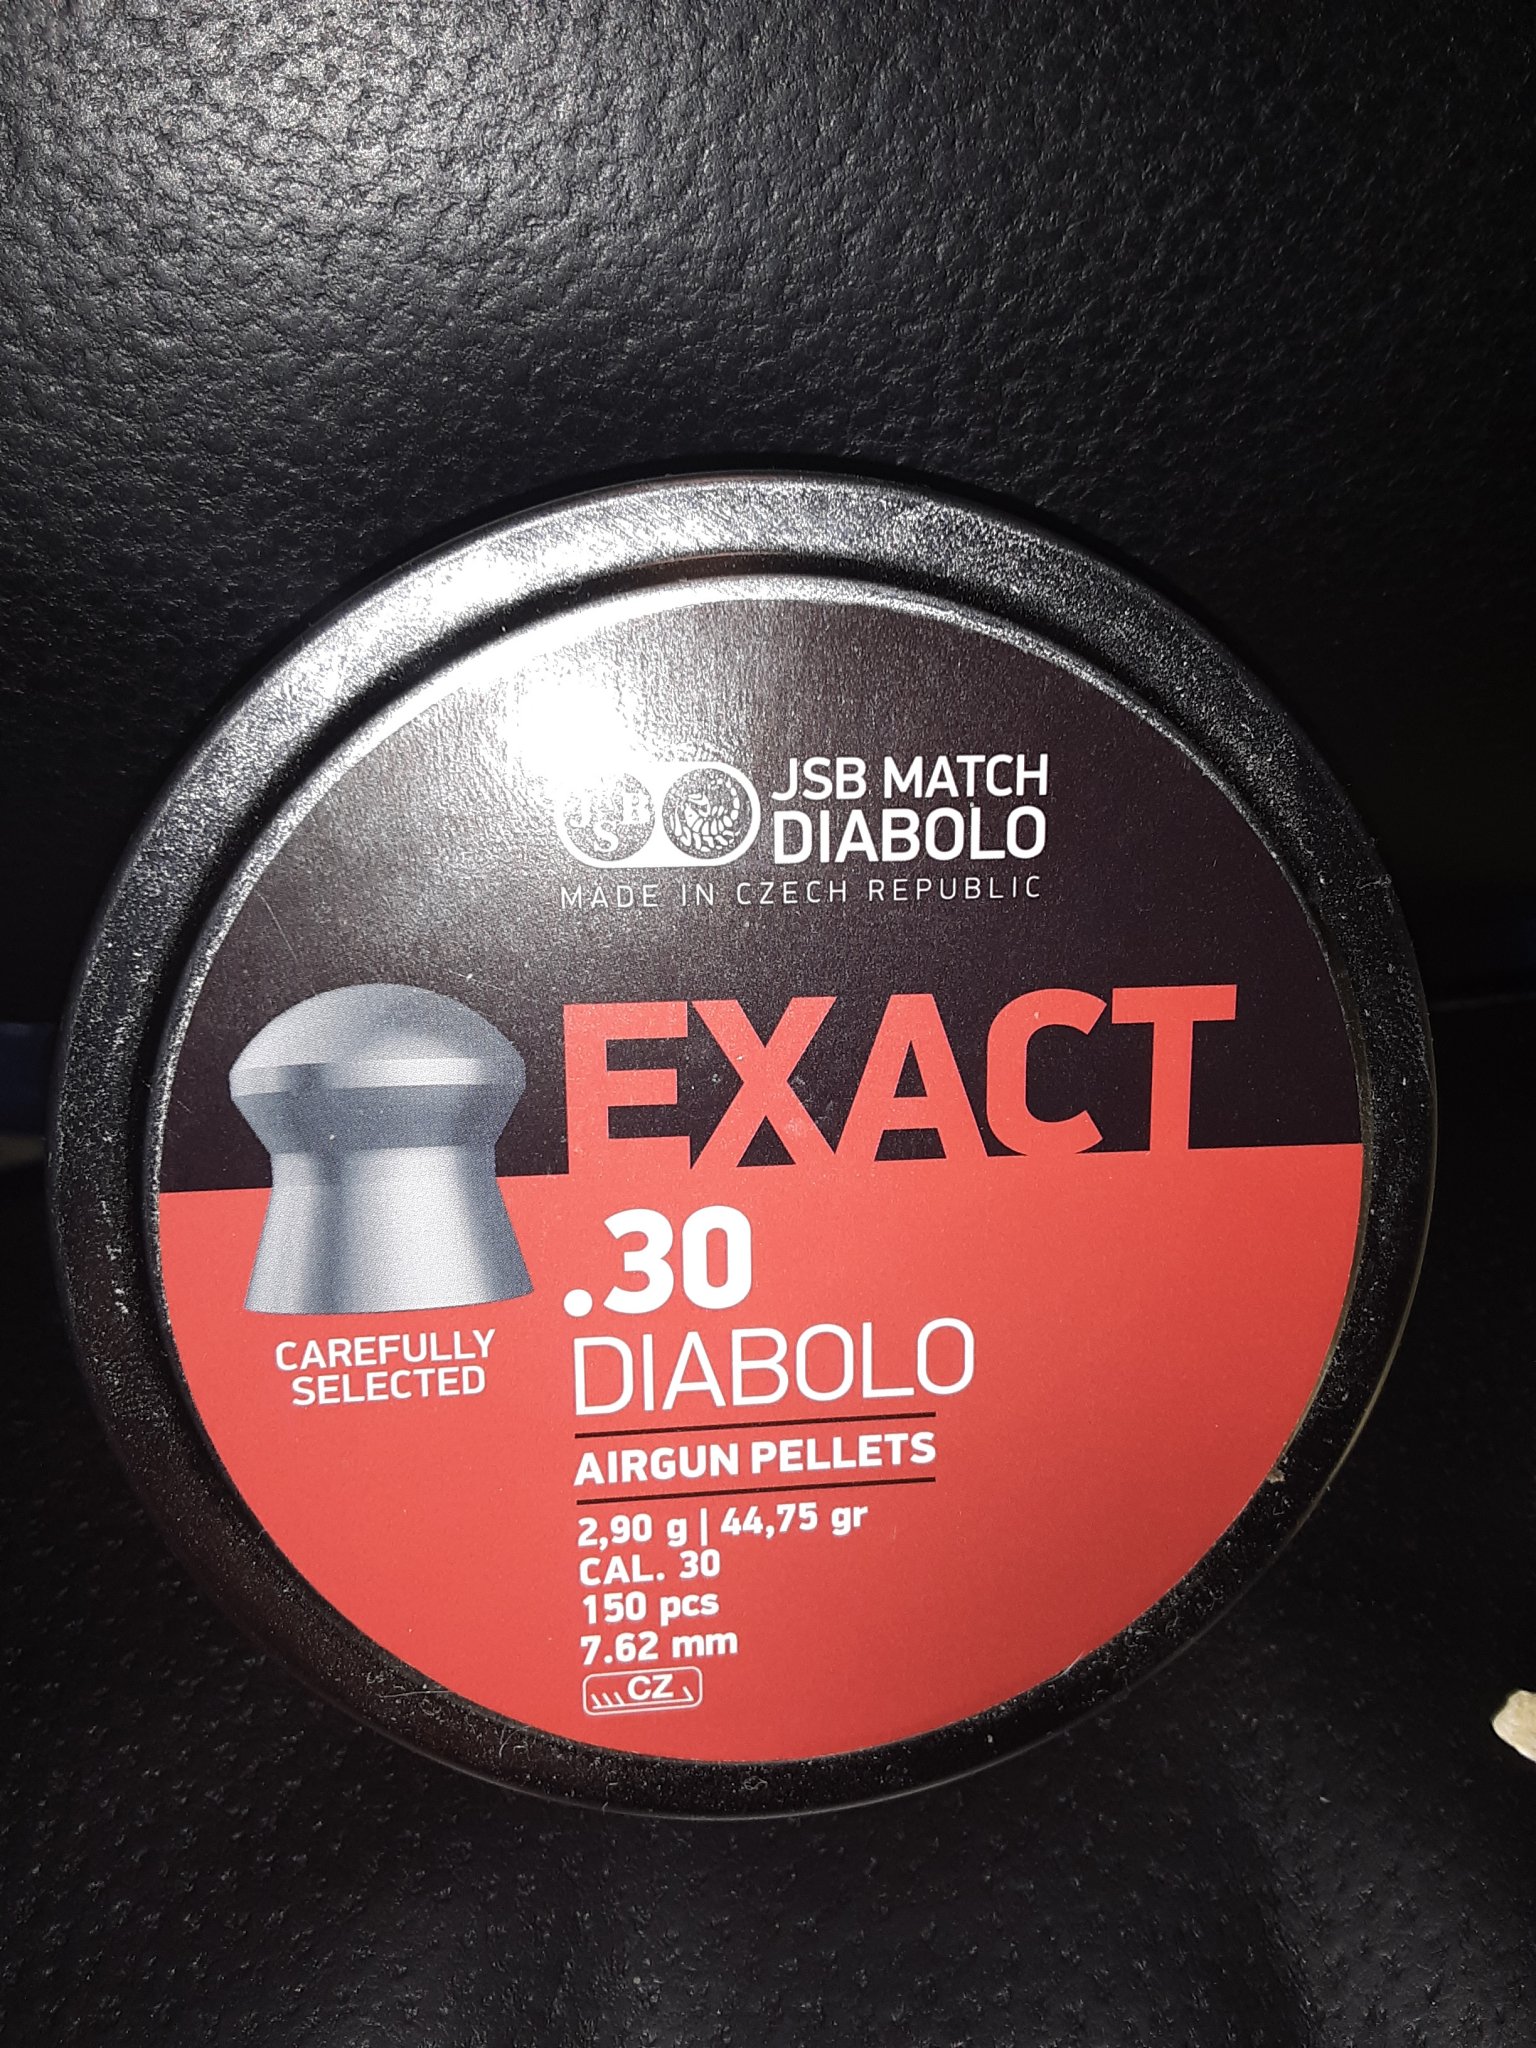 JSB
JSB MATCH
DIABOLO
MADE IN CZECH REPUBLIC
EXACT
.30
DIABOLO
CAREFULLY
SELECTED
AIRGUN PELLETS
2,90 g | 44,75 gr
CAL. 30
150 pcs
7.62 mm
CZ